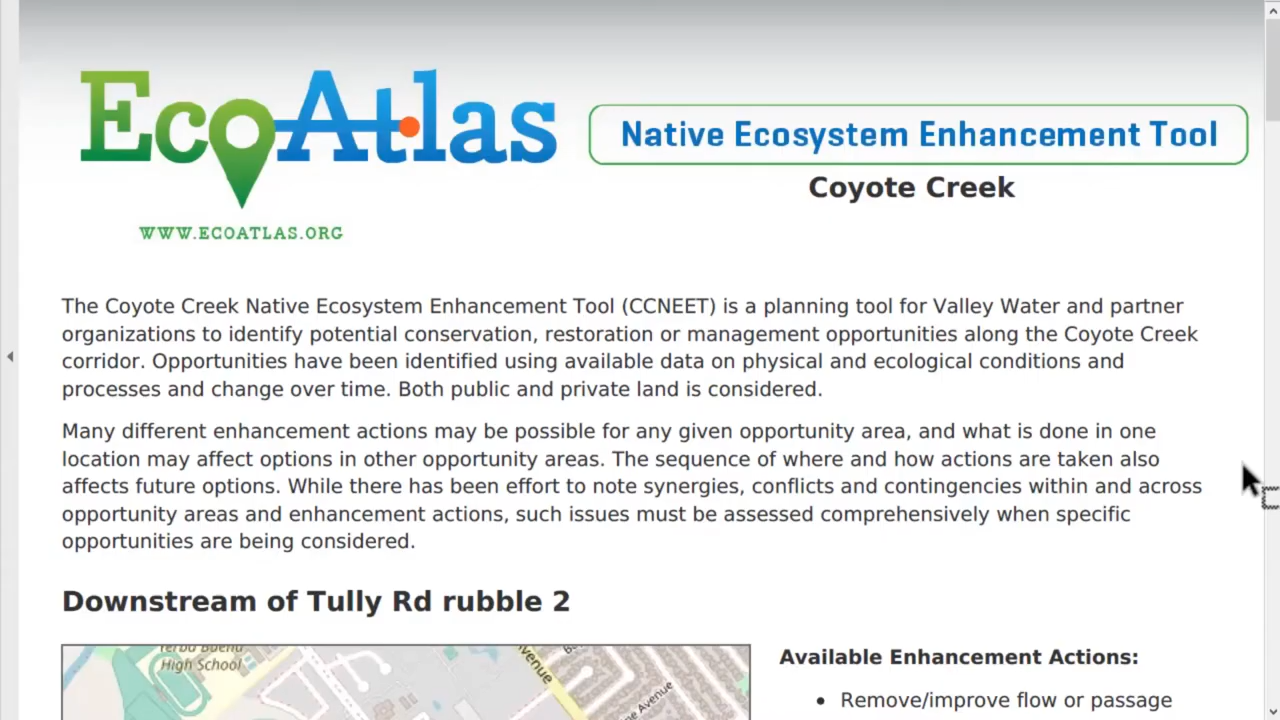 EcoAtlas
WWW.ECOATLAS.ORG
Native Ecosystem Enhancement Tool
Coyote Creek
The Coyote Creek Native Ecosystem Enhancement Tool (CCNEET) is a planning tool for Valley Water and partner
organizations to identify potential conservation, restoration or management opportunities along the Coyote Creek
corridor. Opportunities have been identified using available data on physical and ecological conditions and
processes and change over time. Both public and private land is considered.
Many different enhancement actions may be possible for any given opportunity area, and what is done in one
location may affect options in other opportunity areas. The sequence of where and how actions are taken also
affects future options. While there has been effort to note synergies, conflicts and contingencies within and across
opportunity areas and enhancement actions, such issues must be assessed comprehensively when specific
opportunities are being considered.
Downstream of Tully Rd rubble 2
Yerba Buena
High School
Available Enhancement Actions:
• Remove/improve flow or passage